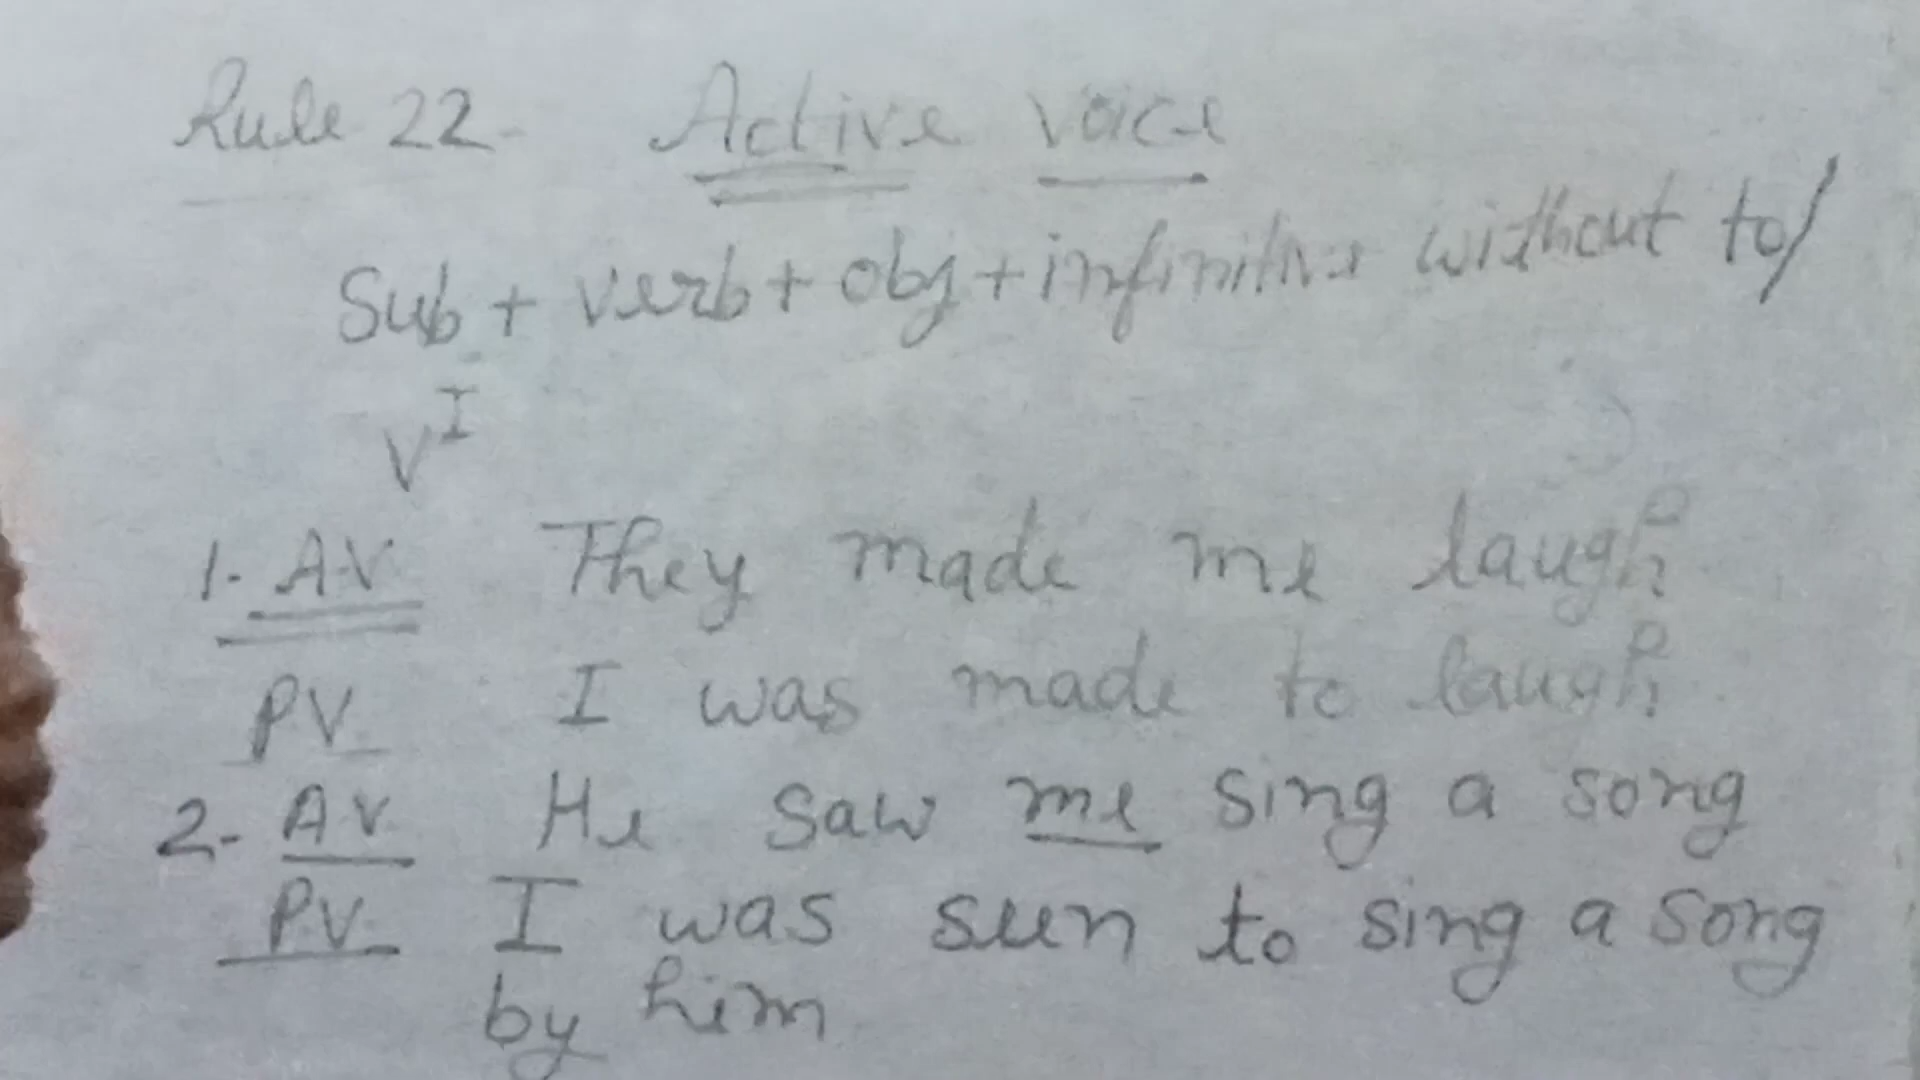 Rule 22- Active voice
Sub + verb + obj + infinitive without to/
V I
1. A.V They made me laugh
P.V. I was made to laugh
2- A V. He saw me sing a song
P.V. I was seen to sing a song
by him